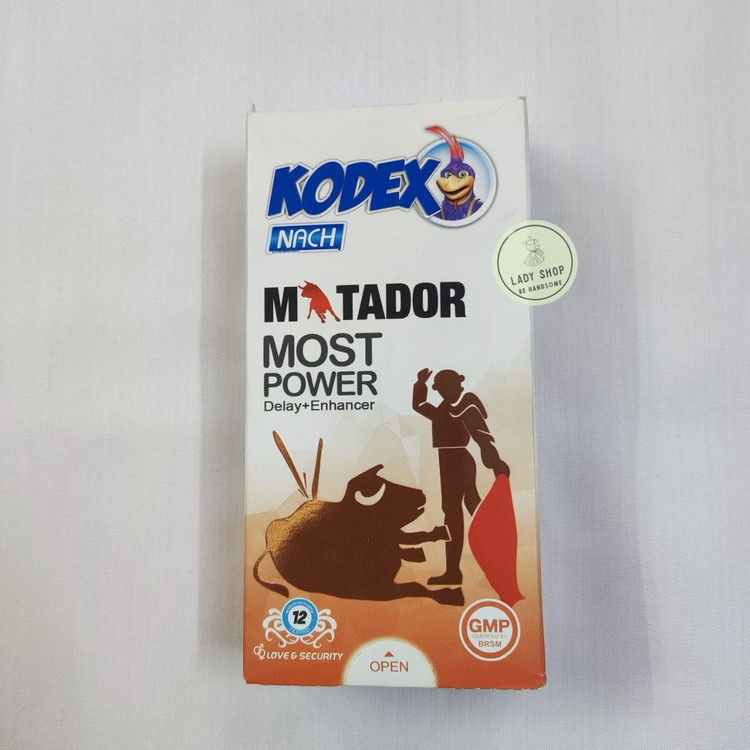 KODEX
NACH
LADY SHOP
BE HANDSOME
MATADOR
MOST
POWER
Delay+Enhancer
12
LOVE & SECURITY
OPEN
GMP
CERTIFIED BY
BRSM